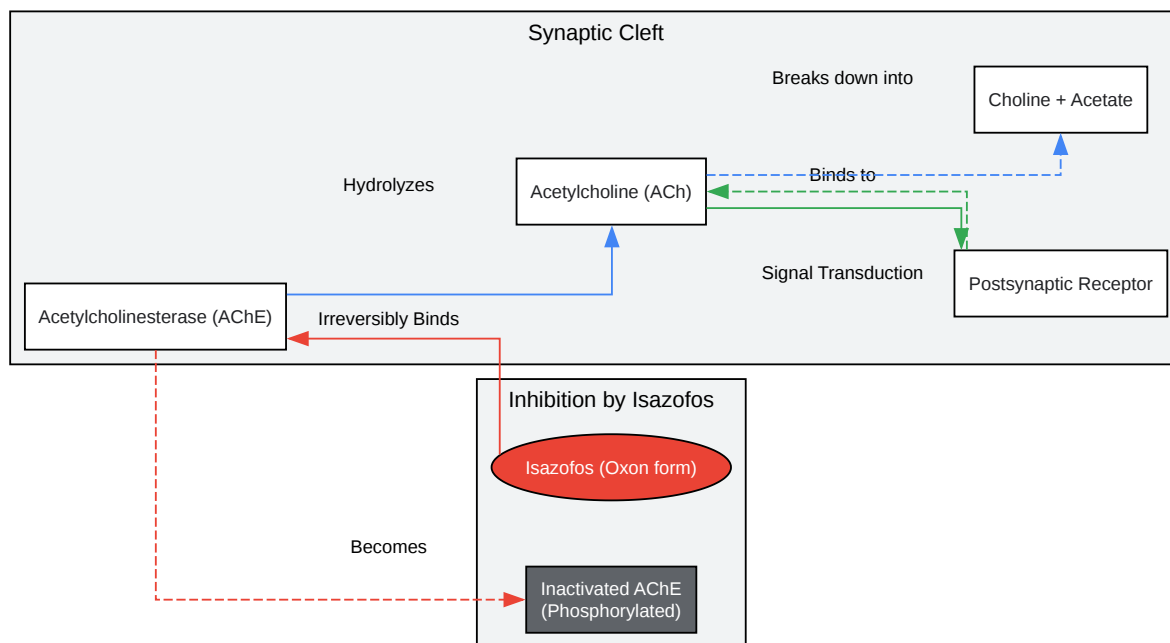 Synaptic Cleft
Breaks down into
Choline + Acetate
Hydrolyzes
Acetylcholine (ACh)
Binds to
Signal Transduction
Postsynaptic Receptor
Acetylcholinesterase (AChE)
Irreversibly Binds
Inhibition by Isazofos
Isazofos (Oxon form)
Becomes
Inactivated AChE
(Phosphorylated)